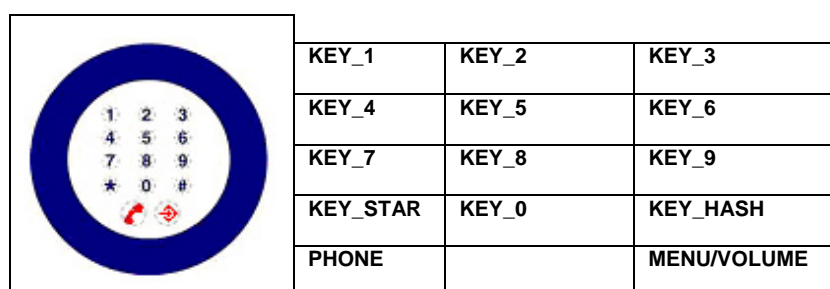 1 2 3
4 5 6
7 8 9
* 0 #
KEY_1 KEY_2 KEY_3
KEY_4 KEY_5 KEY_6
KEY_7 KEY_8 KEY_9
KEY_STAR KEY_0 KEY_HASH
PHONE MENU/VOLUME